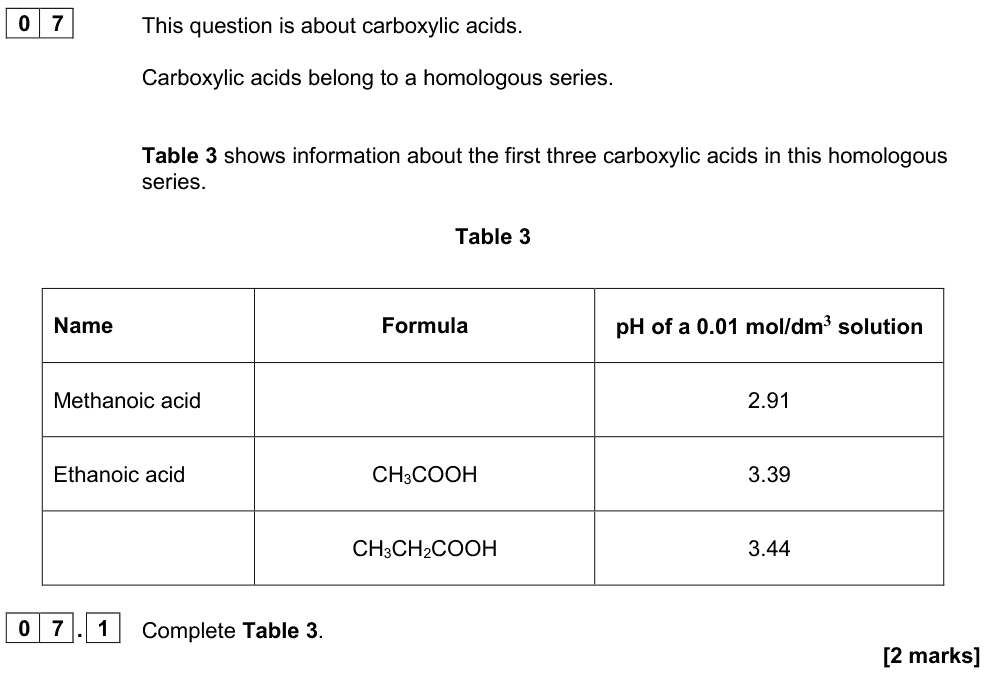 0 7 This question is about carboxylic acids.
Carboxylic acids belong to a homologous series.
Table 3 shows information about the first three carboxylic acids in this homologous
series.
Table 3
Name Formula pH of a 0.01 mol/dm³ solution
Methanoic acid 2.91
Ethanoic acid CH₃COOH 3.39
CH₃CH₂COOH 3.44
0 7 . 1 Complete Table 3.
[2 marks]